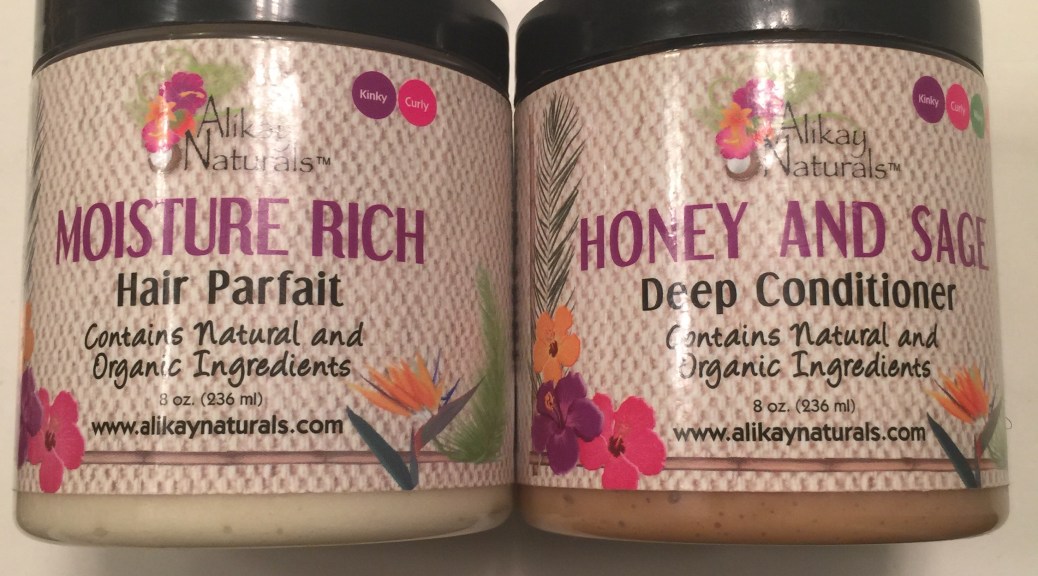 Kinky
Curly
Alikay
Naturals™
MOISTURE RICH
Hair Parfait
Contains Natural and
Organic Ingredients
8 oz. (236 ml)
www.alikaynaturals.com
Kinky
Curly
Alikay
Naturals™
HONEY AND SAGE
Deep Conditioner
Contains Natural and
Organic Ingredients
8 oz. (236 ml)
www.alikaynaturals.com